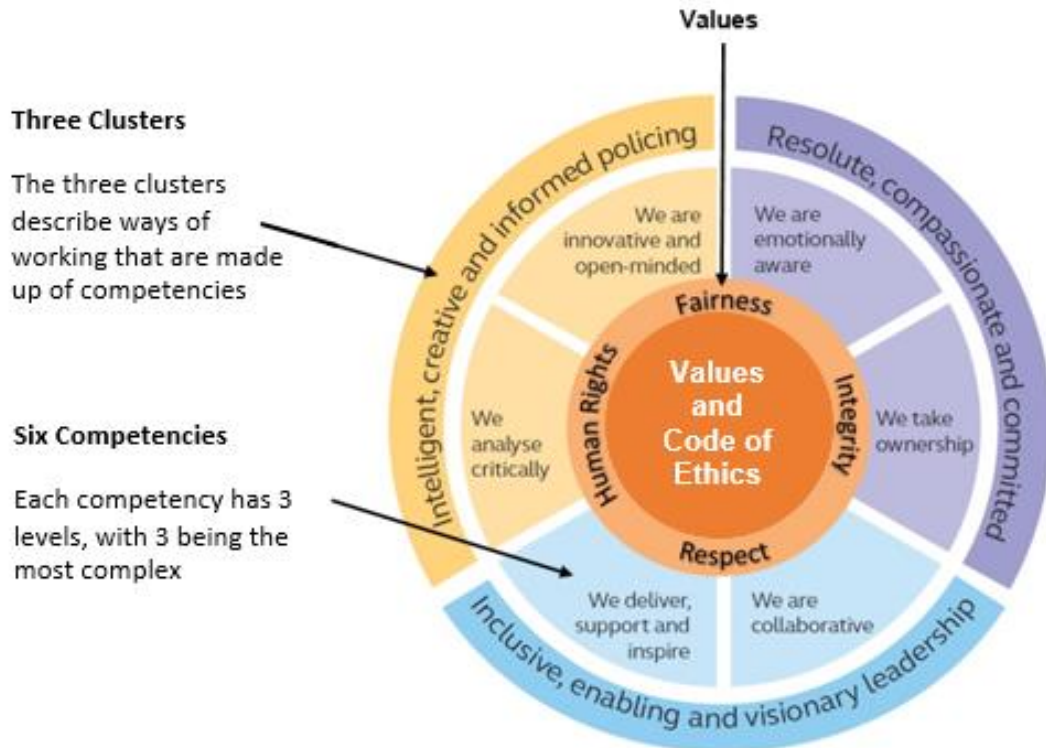 Values
Three Clusters
The three clusters
describe ways of
working that are made
up of competencies
Six Competencies
Each competency has 3
levels, with 3 being the
most complex
Intelligent, creative and informed policing
Resolute, compassionate and committed
Inclusive, enabling and visionary leadership
We are
innovative and
open-minded
We are
emotionally
aware
We
analyse
critically
We take
ownership
We deliver,
support and
inspire
We are
collaborative
Fairness
Integrity
Respect
Human Rights
Values
and
Code of
Ethics